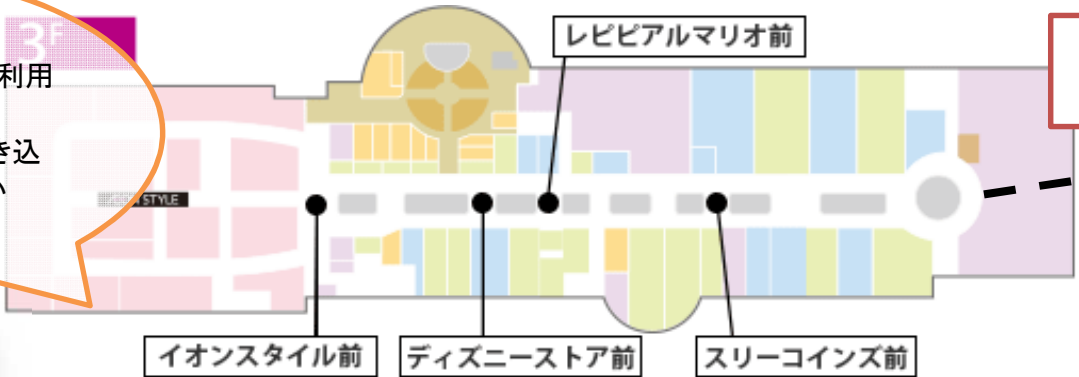 3F
利用
き込
レピピアルマリオ前
STYLE
イオンスタイル前
ディズニーストア前
スリーコインズ前